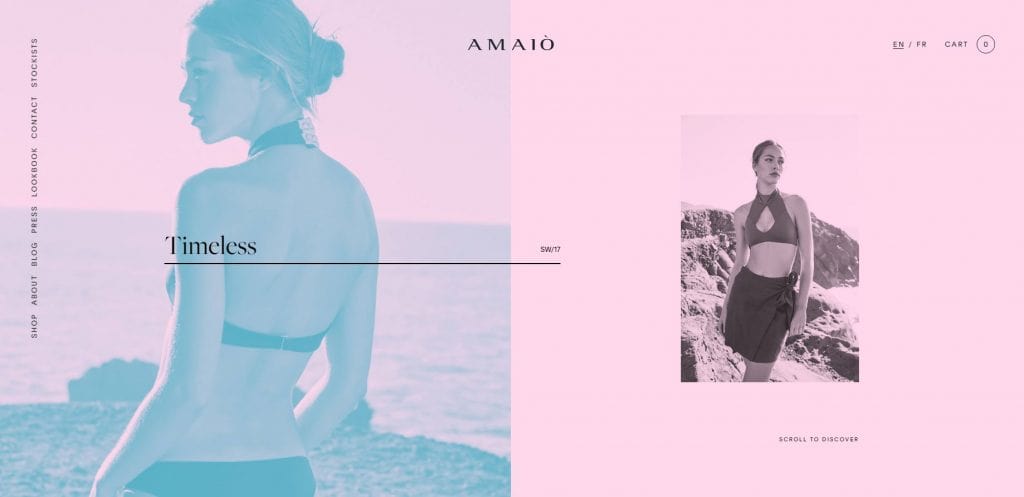 AMAIÒ
EN / FR
CART 0
SHOP ABOUT BLOG PRESS LOOKBOOK CONTACT STOCKISTS
Timeless
SW/17
SCROLL TO DISCOVER